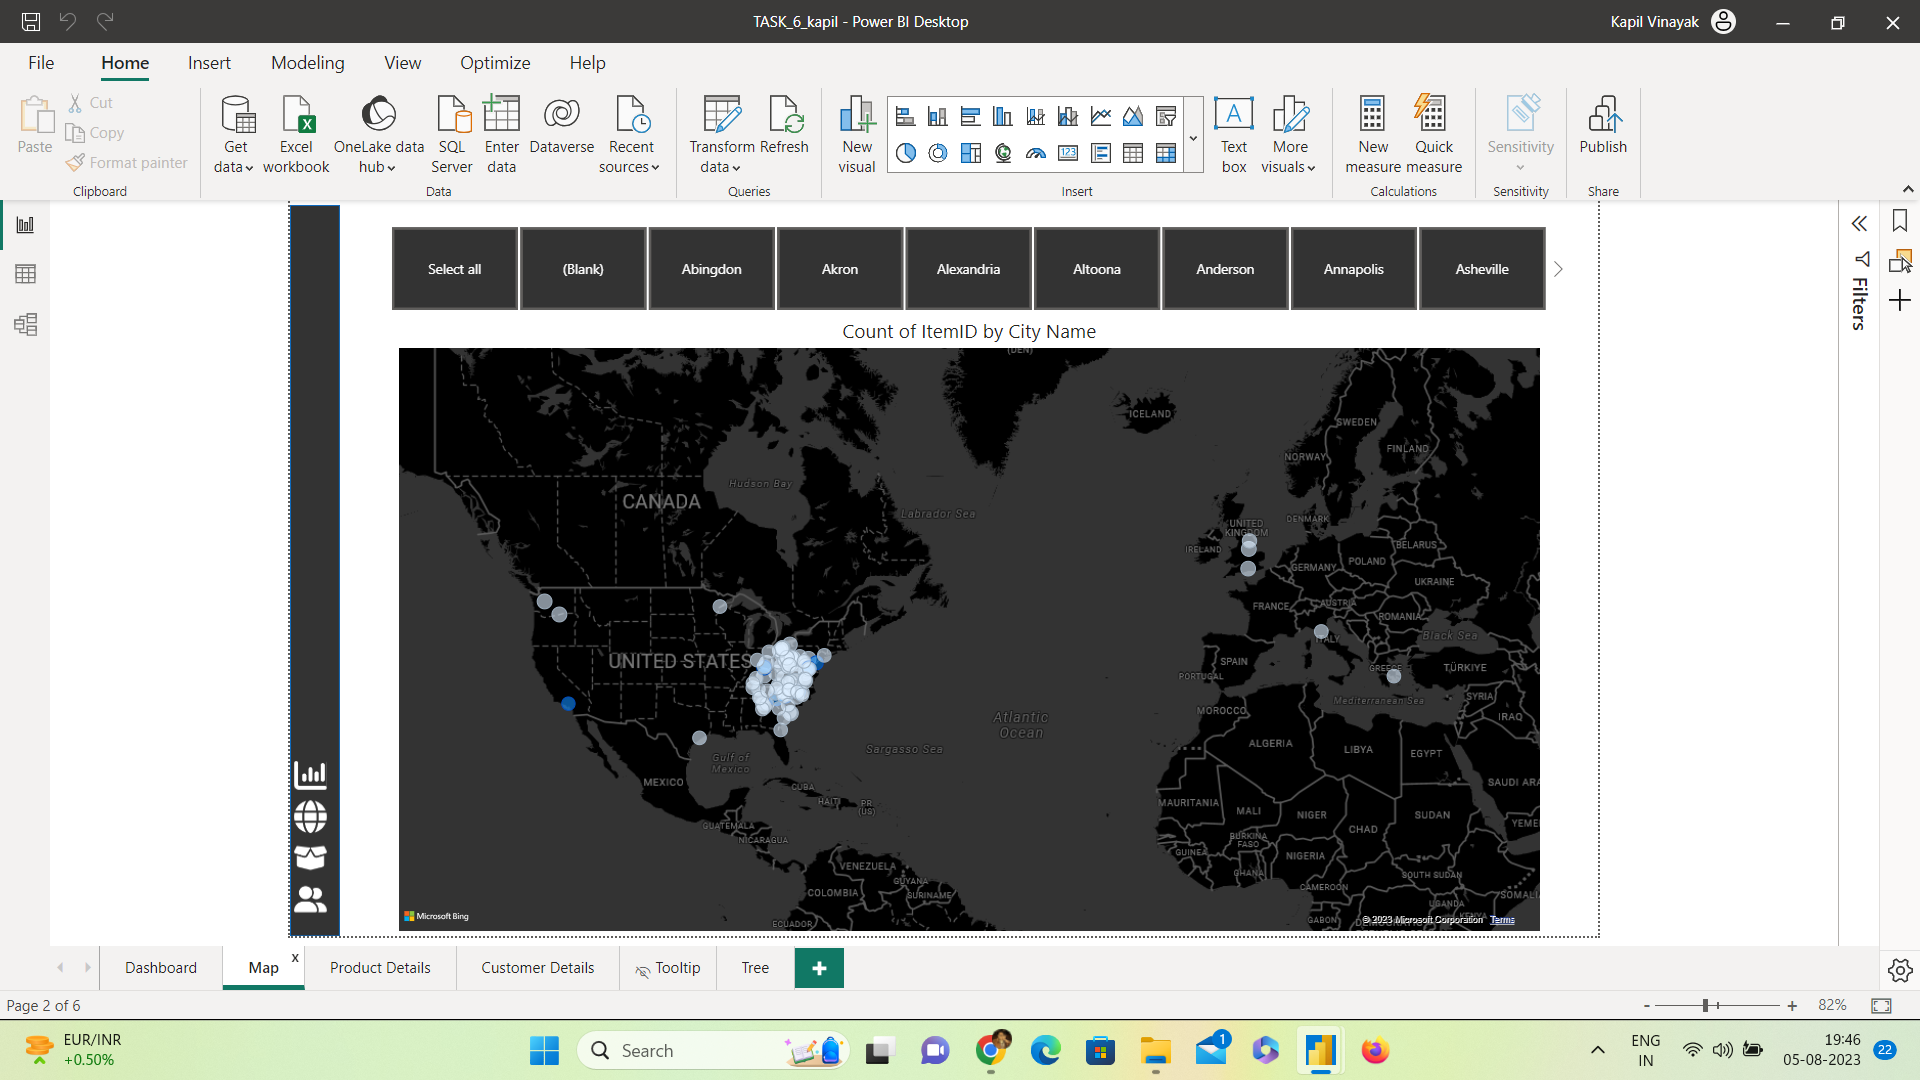 TASK_6_kapil - Power BI Desktop
Kapil Vinayak
File Home Insert Modeling View Optimize Help
Paste
Cut
Copy
Format painter
Clipboard
Get data
Excel workbook
OneLake data hub
SQL Server
Enter data
Dataverse
Recent sources
Data
Transform data
Refresh
Queries
New visual
Text box
More visuals
Insert
New measure
Quick measure
Calculations
Sensitivity
Sensitivity
Publish
Share
Select all
(Blank)
Abingdon
Akron
Alexandria
Altoona
Anderson
Annapolis
Asheville
Filters
Count of ItemID by City Name
(DEN)
ICELAND
SWEDEN
FINLAND
NORWAY
CANADA
Hudson Bay
Labrador Sea
UNITED KINGDOM
DENMARK
IRELAND
BELARUS
POLAND
GERMANY
UKRAINE
FRANCE
AUSTRIA
ROMANIA
ITALY
Black Sea
UNITED STATES
SPAIN
PORTUGAL
GREECE
TÜRKIYE
SYRIA
Mediterranean Sea
MOROCCO
IRAQ
Atlantic Ocean
Sargasso Sea
ALGERIA
LIBYA
EGYPT
Gulf of Mexico
MEXICO
CUBA
HAITI
PR (US)
SAUDI ARA
MAURITANIA
MALI
NIGER
CHAD
SUDAN
YEME
GUATEMALA
NICARAGUA
BURKINA FASO
GUINEA
NIGERIA
GHANA
VENEZUELA
GUYANA
SURINAME
COLOMBIA
ECUADOR
CAMEROON
SOUTH SUDAN
SOMALI
UGANDA
GABON
Microsoft Bing
© 2023 Microsoft Corporation Terms
Dashboard
Map
x
Product Details
Customer Details
Tooltip
Tree
+
Page 2 of 6
- + 82%
EUR/INR
+0.50%
Search
1
ENG
IN
19:46
05-08-2023
22